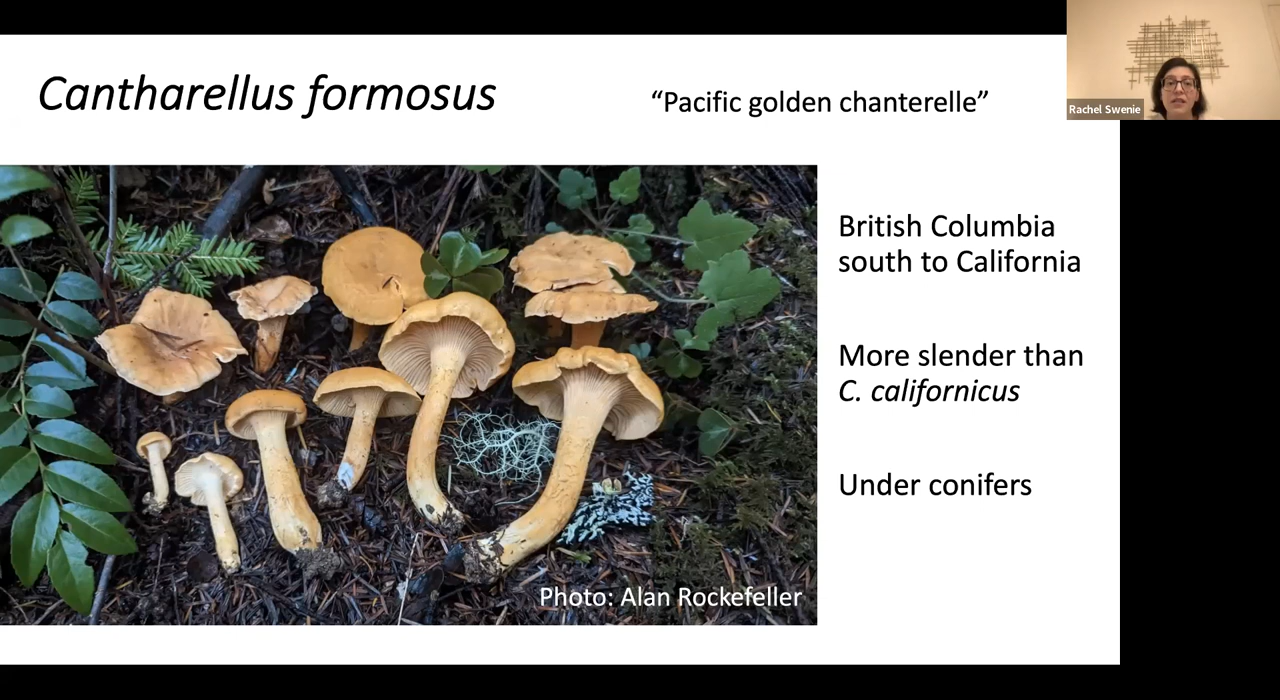 Cantharellus formosus
“Pacific golden chanterelle”
Rachel Swenie
British Columbia
south to California
More slender than
C. californicus
Under conifers
Photo: Alan Rockefeller